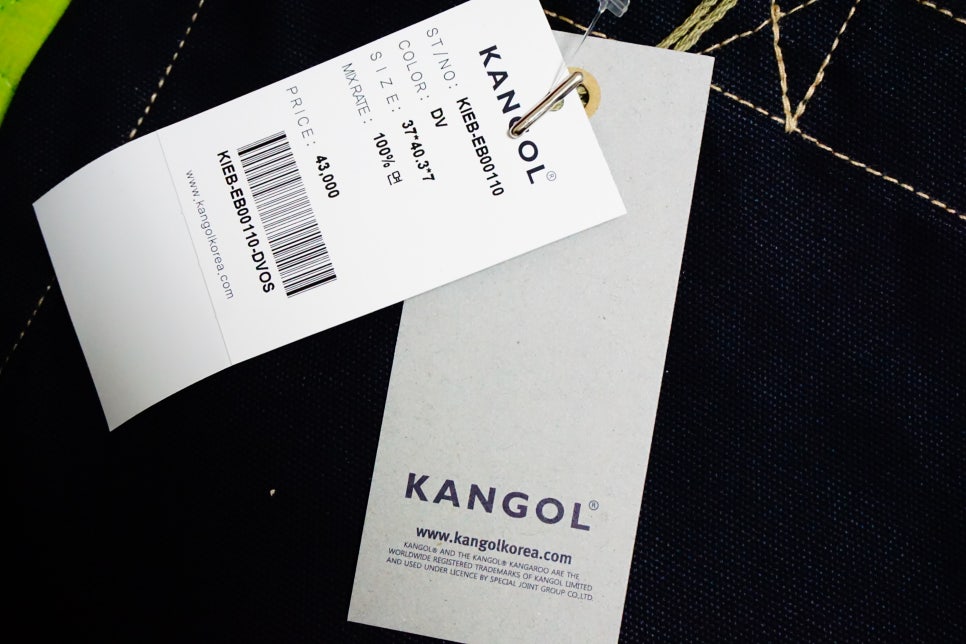 KANGOL®
ST/NO: KIEB-EB00110
COLOR: DV
SIZE: 37*40.3*7
MIXRATE: 100% 면
PRICE: 43.000
KIEB-EB00110-DVOS
www.kangolkorea.com
KANGOL®
www.kangolkorea.com
KANGOL® AND THE KANGOL® KANGAROO ARE THE
WORLDWIDE REGISTERED TRADEMARKS OF KANGOL LIMITED
AND USED UNDER LICENCE BY SPECIAL JOINT GROUP CO.,LTD.